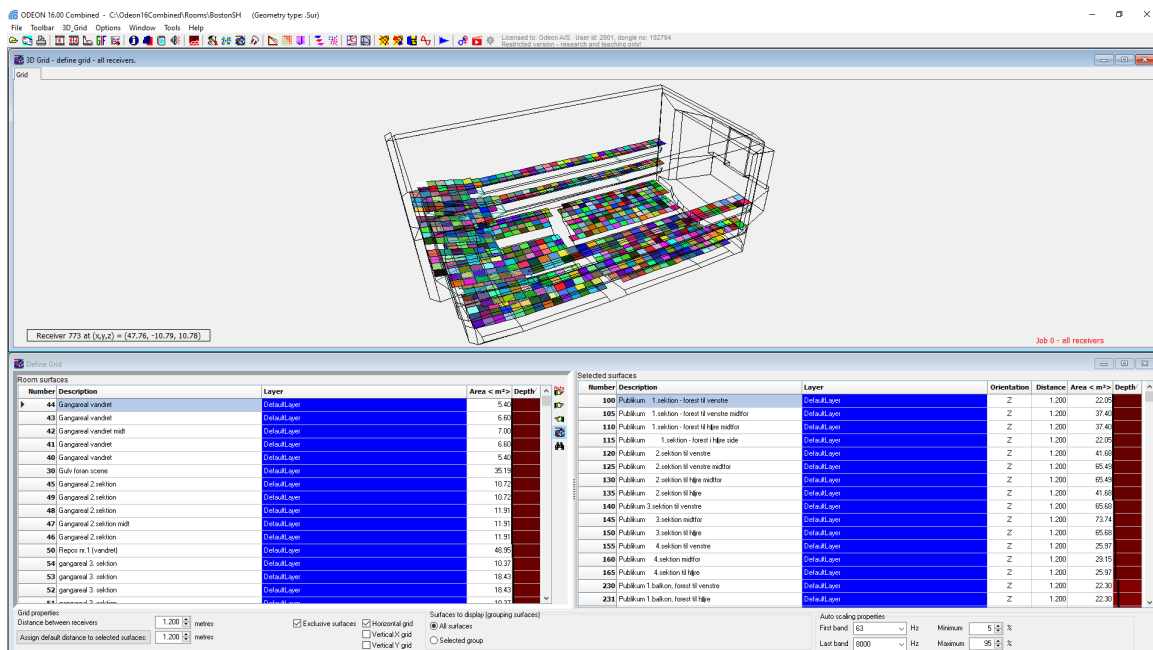 ODEON 16.00 Combined - C:\Odeon16Combined\Rooms\BostonSH (Geometry type: .Sur)
File Toolbar 3D_Grid Options Window Tools Help
Licensed to: Odeon A/S User id: 2001, dongle no: 102794
Restricted version - research and teaching only!
3D Grid - define grid - all receivers.
Grid
Receiver 773 at (x,y,z) = (47.76, -10.79, 10.78)
Job 0 - all receivers
Define Grid
Room surfaces
Number Description Layer Area < m²> Depth
44 Gangareal vandret DefaultLayer 5.40
43 Gangareal vandret DefaultLayer 6.60
42 Gangareal vandret midt DefaultLayer 7.00
41 Gangareal vandret DefaultLayer 6.60
40 Gangareal vandret DefaultLayer 5.40
30 Gulv foran scene DefaultLayer 35.19
45 Gangareal 2.sektion DefaultLayer 10.72
49 Gangareal 2.sektion DefaultLayer 10.72
48 Gangareal 2.sektion DefaultLayer 11.91
47 Gangareal 2.sektion midt DefaultLayer 11.91
46 Gangareal 2.sektion DefaultLayer 11.91
50 Repos nr.1 (vandret) DefaultLayer 48.95
54 gangareal 3. sektion DefaultLayer 10.37
53 gangareal 3. sektion DefaultLayer 18.43
52 gangareal 3. sektion DefaultLayer 18.43
51 gangareal 3. sektion DefaultLayer 10.37
Selected surfaces
Number Description Layer Orientation Distance Area < m²> Depth
100 Publikum 1.sektion - forest til venstre DefaultLayer Z 1.200 22.05
105 Publikum 1.sektion - forest til venstre midtfor DefaultLayer Z 1.200 37.40
110 Publikum 1.sektion - forest til højre midtfor DefaultLayer Z 1.200 37.40
115 Publikum 1.sektion - forest i højre side DefaultLayer Z 1.200 22.05
120 Publikum 2.sektion til venstre DefaultLayer Z 1.200 41.68
125 Publikum 2.sektion til venstre midtfor DefaultLayer Z 1.200 65.49
130 Publikum 2.sektion til højre midtfor DefaultLayer Z 1.200 65.49
135 Publikum 2.sektion til højre DefaultLayer Z 1.200 41.68
140 Publikum 3.sektion til venstre DefaultLayer Z 1.200 65.68
145 Publikum 3.sektion midtfor DefaultLayer Z 1.200 73.74
150 Publikum 3.sektion til højre DefaultLayer Z 1.200 65.68
155 Publikum 4.sektion til venstre DefaultLayer Z 1.200 25.97
160 Publikum 4.sektion midtfor DefaultLayer Z 1.200 29.15
165 Publikum 4.sektion til højre DefaultLayer Z 1.200 25.97
230 Publikum 1.balkon, forest til venstre DefaultLayer Z 1.200 22.30
231 Publikum 1.balkon, forest til højre DefaultLayer Z 1.200 22.30
Grid properties
Distance between receivers 1.200 metres
Assign default distance to selected surfaces: 1.200 metres
Exclusive surfaces Horizontal grid
Vertical X grid
Vertical Y grid
Surfaces to display (grouping surfaces)
All surfaces
Selected group
Auto scaling properties
First band 63 Hz Minimum 5 %
Last band 8000 Hz Maximum 95 %